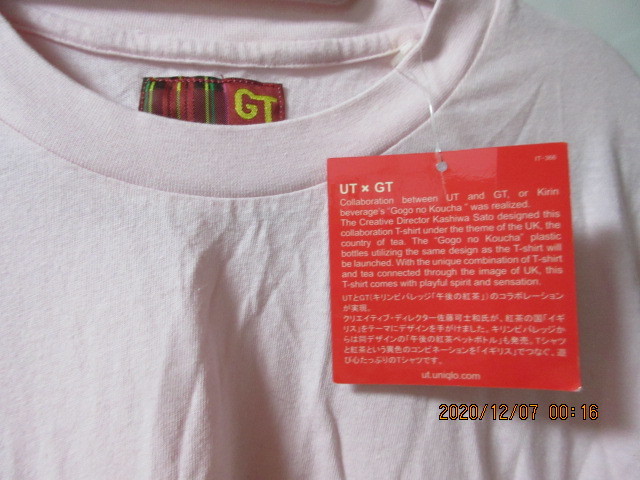 GT
UT × GT
Collaboration between UT and GT, or Kirin
beverage's "Gogo no Koucha" was realized.
The Creative Director Kashiwa Sato designed this
collaboration T-shirt under the theme of the UK, the
country of tea. The "Gogo no Koucha" plastic
bottles utilizing the same design as the T-shirt will
be launched. With the unique combination of T-shirt
and tea connected through the image of UK, this
T-shirt comes with playful spirit and sensation.
UTとGT(キリンビバレッジ「午後の紅茶」)のコラボレーション
が実現。
クリエイティブ・ディレクター佐藤可士和氏が、紅茶の国「イギ
リス」をテーマにデザインを手がけました。キリンビバレッジか
らは同デザインの「午後の紅茶ペットボトル」も発売。Tシャツ
と紅茶という異色のコンビネーションを「イギリス」でつなぐ、遊
び心たっぷりのTシャツです。
ut.uniqlo.com
2020/12/07 00:16